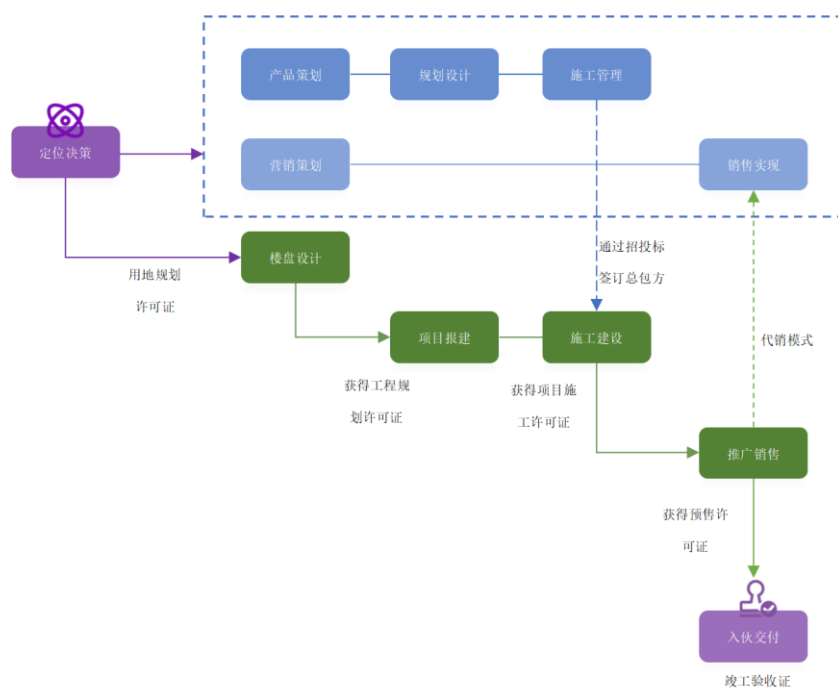 产品策划
规划设计
施工管理
定位决策
营销策划
销售实现
通过招投标
签订总包方
楼盘设计
用地规划
许可证
项目报建
施工建设
代销模式
获得工程规
划许可证
获得项目施
工许可证
推广销售
获得预售许
可证
入伙交付
竣工验收证